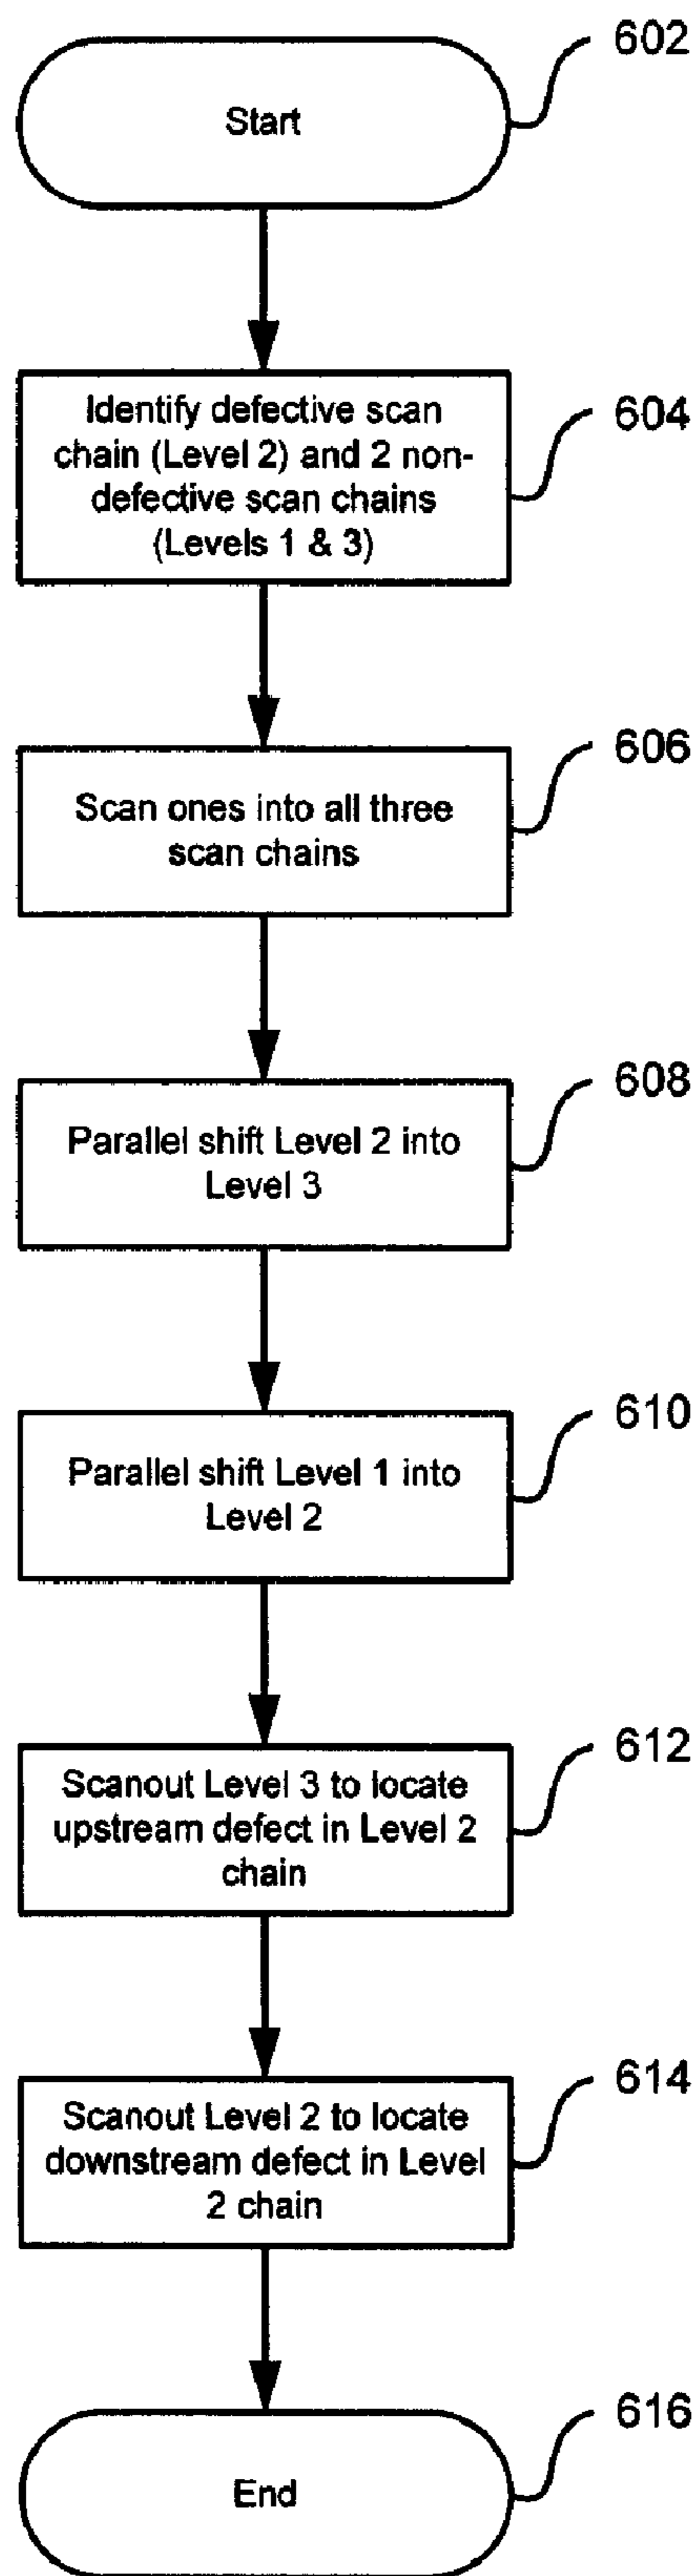 Start
602
Identify defective scan
chain (Level 2) and 2 non-
defective scan chains
(Levels 1 & 3)
604
Scan ones into all three
scan chains
606
Parallel shift Level 2 into
Level 3
608
Parallel shift Level 1 into
Level 2
610
Scanout Level 3 to locate
upstream defect in Level 2
chain
612
Scanout Level 2 to locate
downstream defect in Level
2 chain
614
End
616